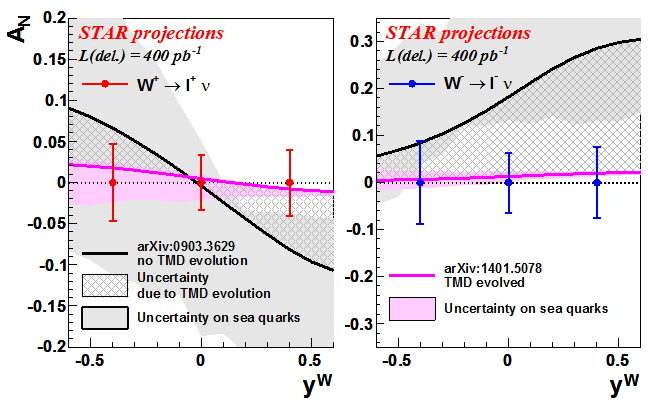 A_N
STAR projections
L(del.) = 400 pb⁻¹
W⁺ → l⁺ ν
0.2
0.15
0.1
0.05
0
-0.05
-0.1
-0.15
-0.2
arXiv:0903.3629
no TMD evolution
Uncertainty
due to TMD evolution
Uncertainty on sea quarks
-0.5
0
0.5
yᵂ
STAR projections
L(del.) = 400 pb⁻¹
W⁻ → l⁻ ν
0.3
0.2
0.1
0
-0.1
-0.2
-0.3
arXiv:1401.5078
TMD evolved
Uncertainty on sea quarks
-0.5
0
0.5
yᵂ